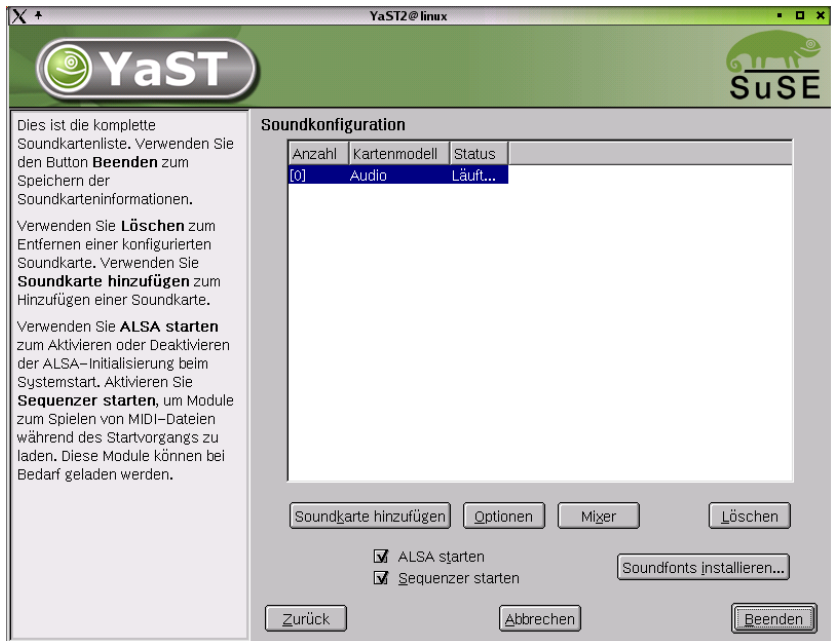 YaST2@linux
YaST
SuSE
Dies ist die komplette
Soundkartenliste. Verwenden Sie
den Button Beenden zum
Speichern der
Soundkarteninformationen.
Verwenden Sie Löschen zum
Entfernen einer konfigurierten
Soundkarte. Verwenden Sie
Soundkarte hinzufügen zum
Hinzufügen einer Soundkarte.
Verwenden Sie ALSA starten
zum Aktivieren oder Deaktivieren
der ALSA-Initialisierung beim
Systemstart. Aktivieren Sie
Sequenzer starten, um Module
zum Spielen von MIDI-Dateien
während des Startvorgangs zu
laden. Diese Module können bei
Bedarf geladen werden.
Soundkonfiguration
Anzahl Kartenmodell Status
[0] Audio Läuft...
Soundkarte hinzufügen Optionen Mixer Löschen
ALSA starten
Sequenzer starten
Soundfonts installieren...
Zurück Abbrechen Beenden